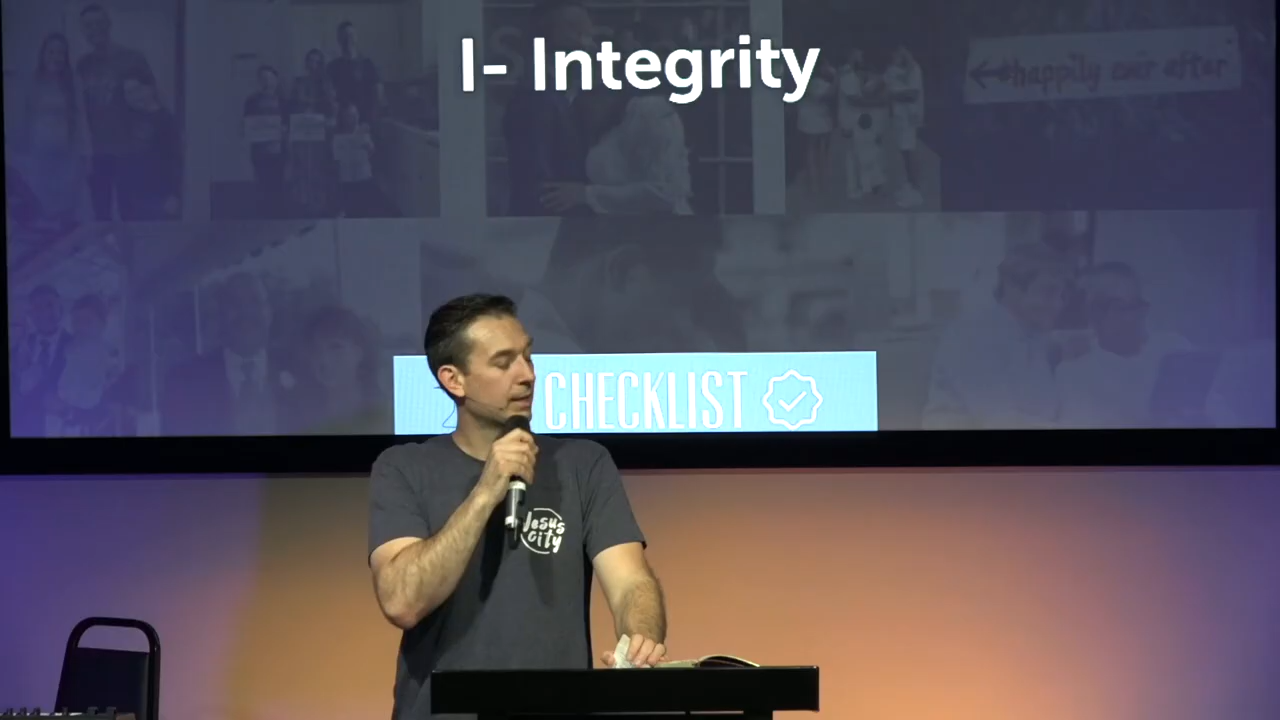 I- Integrity
#happily ever after
CHECKLIST
Jesus
city